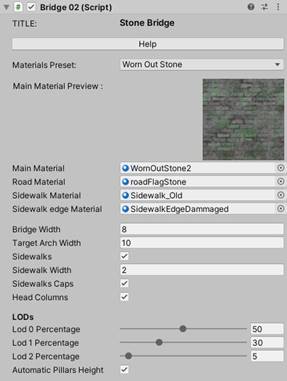 Bridge 02 (Script)
TITLE: Stone Bridge
Help
Materials Preset: Worn Out Stone
Main Material Preview :
Main Material WornOutStone2
Road Material roadFlagStone
Sidewalk Material Sidewalk_Old
Sidewalk edge Material SidewalkEdgeDammaged
Bridge Width 8
Target Arch Width 10
Sidewalks
Sidewalk Width 2
Sidewalks Caps
Head Columns
LODs
Lod 0 Percentage 50
Lod 1 Percentage 30
Lod 2 Percentage 5
Automatic Pillars Height